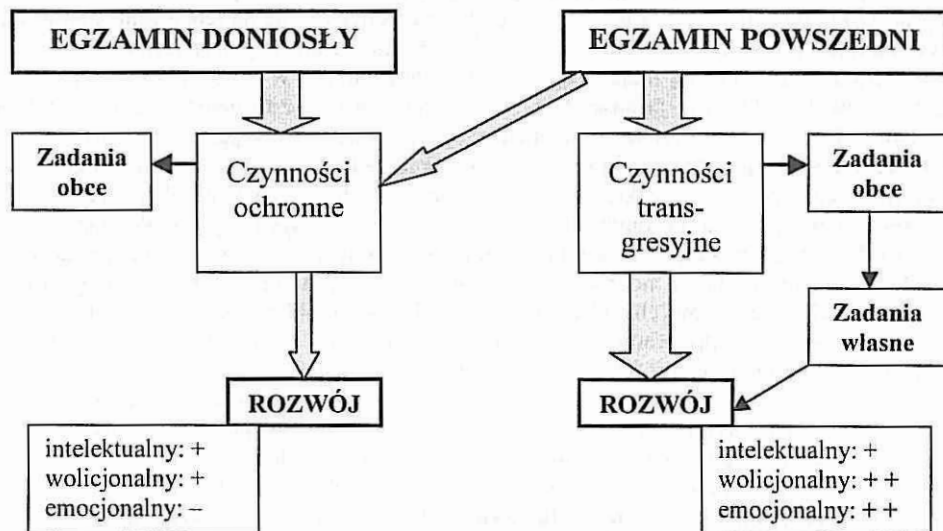 EGZAMIN DONIOSŁY
EGZAMIN POWSZEDNI
Zadania
obce
Czynności
ochronne
Czynności
trans-
gresyjne
Zadania
obce
Zadania
własne
ROZWÓJ
ROZWÓJ
intelektualny: +
wolicjonalny: +
emocjonalny: –
intelektualny: +
wolicjonalny: + +
emocjonalny: + +